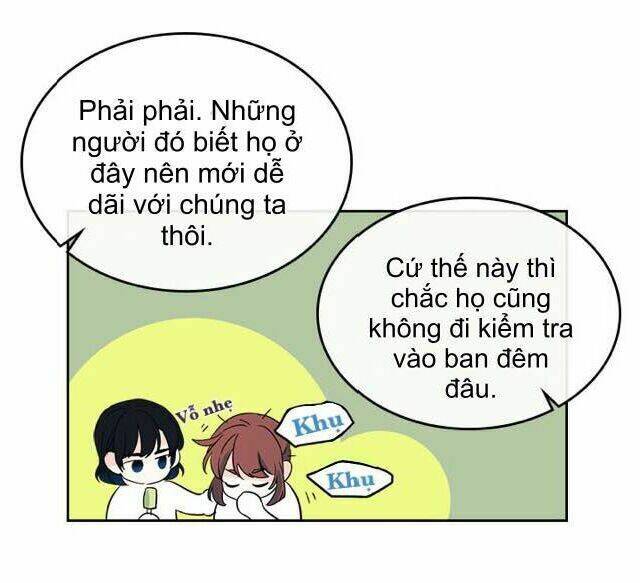 Phải phải. Những
người đó biết họ ở
đây nên mới dễ
dãi với chúng ta
thôi.
Cứ thế này thì
chắc họ cũng
không đi kiểm tra
vào ban đêm
đâu.
Vỗ nhẹ
Khụ
Khụ